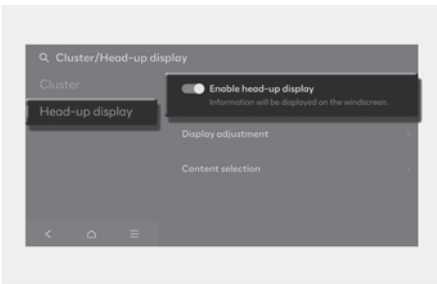 Cluster/Head-up display
Cluster
Head-up display
Enable head-up display
Information will be displayed on the windscreen.
Display adjustment
Content selection